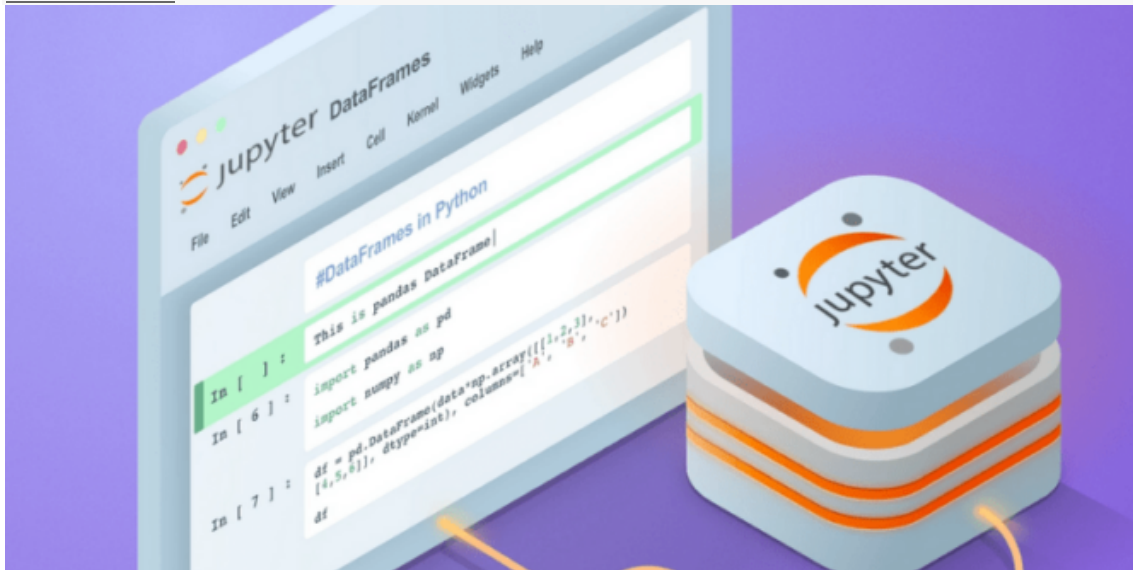 Jupyter DataFrames
File Edit View Insert Cell Kernel Widgets Help
#DataFrames in Python
In [ ] : This is pandas DataFrame
In [ 6 ] : import pandas as pd
import numpy as np
In [ 7 ] : df = pd.DataFrame(data*np.array([[1,2,3],
[4,5,6]], dtype=int), columns=['A', 'B', 'C'])
df
Jupyter